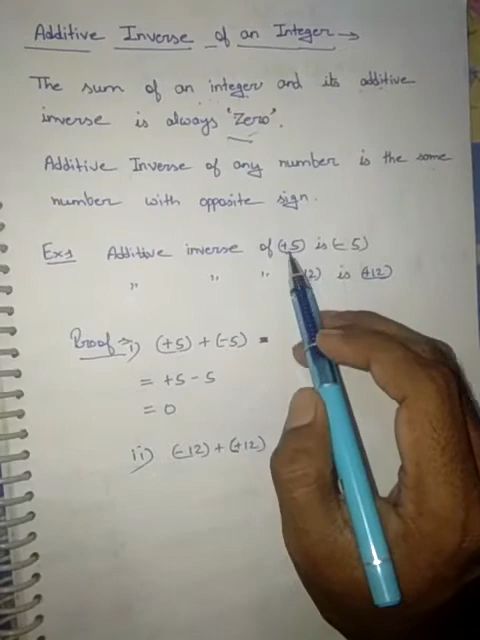 Additive Inverse of an Integer→
The sum of an integer and its additive
inverse is always 'Zero'.
Additive Inverse of any number is the same
number with opposite sign.
Ex:1 Additive inverse of (+5) is (-5)
" " " 12) is (+12)
Proof:→ i) (+5) + (-5) =
= +5 - 5
= 0
ii) (-12) + (+12)